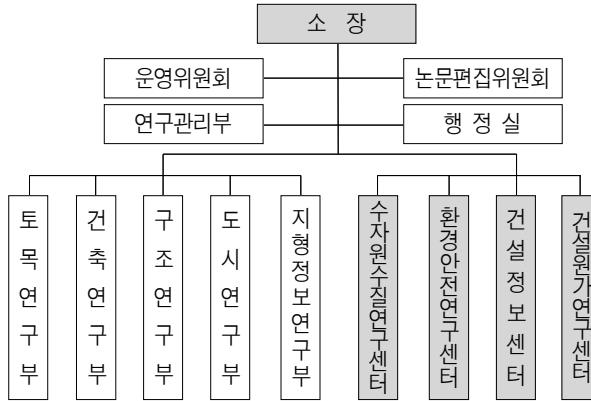 소 장
운영위원회
논문편집위원회
연구관리부
행 정 실
토목연구부
건축연구부
구조연구부
도시연구부
지형정보연구부
수자원수질연구센터
환경안전연구센터
건설정보센터
건설원가연구센터